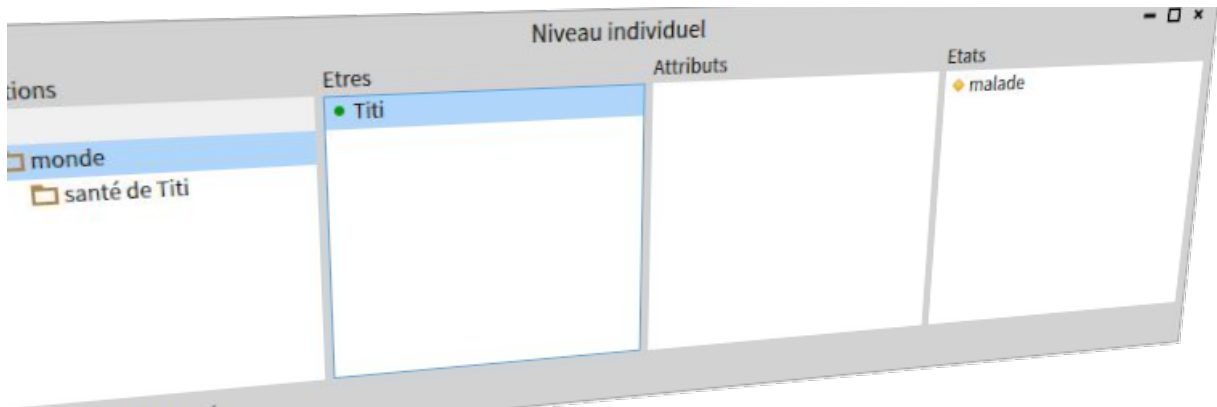 Niveau individuel
tions
Etres
Attributs
Etats
Titi
malade
monde
santé de Titi